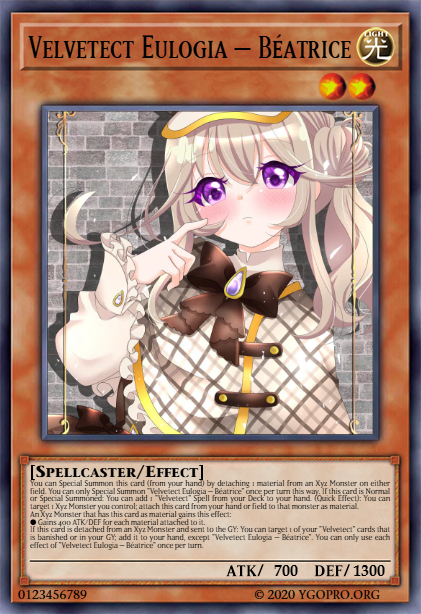 VELVETECT EULOGIA – BÉATRICE
LIGHT
光
[SPELLCASTER/EFFECT]
You can Special Summon this card (from your hand) by detaching 1 material from an Xyz Monster on either
field. You can only Special Summon "Velvetect Eulogia – Béatrice" once per turn this way. If this card is Normal
or Special Summoned: You can add 1 "Velvetect" Spell from your Deck to your hand. (Quick Effect): You can
target 1 Xyz Monster you control; attach this card from your hand or field to that monster as material.
An Xyz Monster that has this card as material gains this effect:
● Gains 400 ATK/DEF for each material attached to it.
If this card is detached from an Xyz Monster and sent to the GY: You can target 1 of your "Velvetect" cards that
is banished or in your GY; add it to your hand, except "Velvetect Eulogia – Béatrice". You can only use each
effect of "Velvetect Eulogia – Béatrice" once per turn.
ATK/ 700 DEF/1300
0123456789 © 2020 YGOPRO.ORG